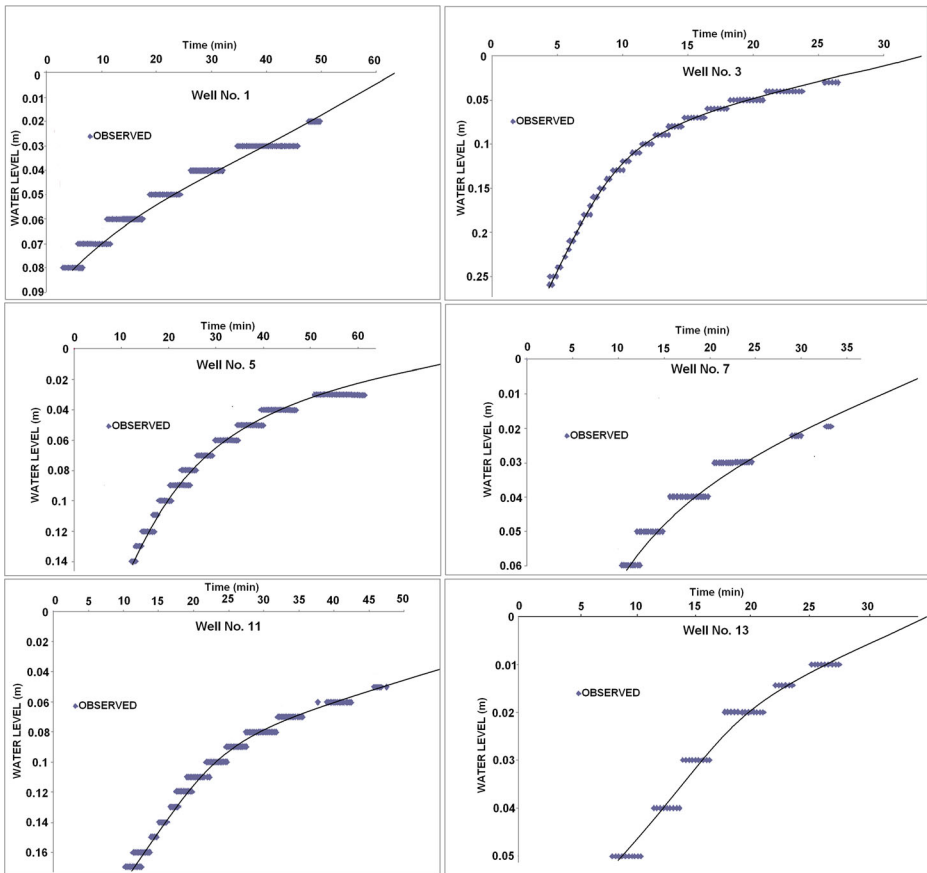 Time (min)
0 10 20 30 40 50 60
0
Well No. 1
0.01
0.02
OBSERVED
0.03
0.04
0.05
0.06
0.07
0.08
0.09
WATER LEVEL (m)
Time (min)
0 5 10 15 20 25 30
0
Well No. 3
OBSERVED
0.05
0.1
0.15
0.2
0.25
WATER LEVEL (m)
Time (min)
0 10 20 30 40 50 60
0
Well No. 5
0.02
0.04
OBSERVED
0.06
0.08
0.1
0.12
0.14
WATER LEVEL (m)
Time (min)
0 5 10 15 20 25 30 35
0
Well No. 7
0.01
0.02
OBSERVED
0.03
0.04
0.05
0.06
WATER LEVEL (m)
Time (min)
0 5 10 15 20 25 30 35 40 45 50
0
Well No. 11
0.02
0.04
0.06
OBSERVED
0.08
0.1
0.12
0.14
0.16
WATER LEVEL (m)
Time (min)
0 5 10 15 20 25 30
0
Well No. 13
0.01
OBSERVED
0.02
0.03
0.04
0.05
WATER LEVEL (m)